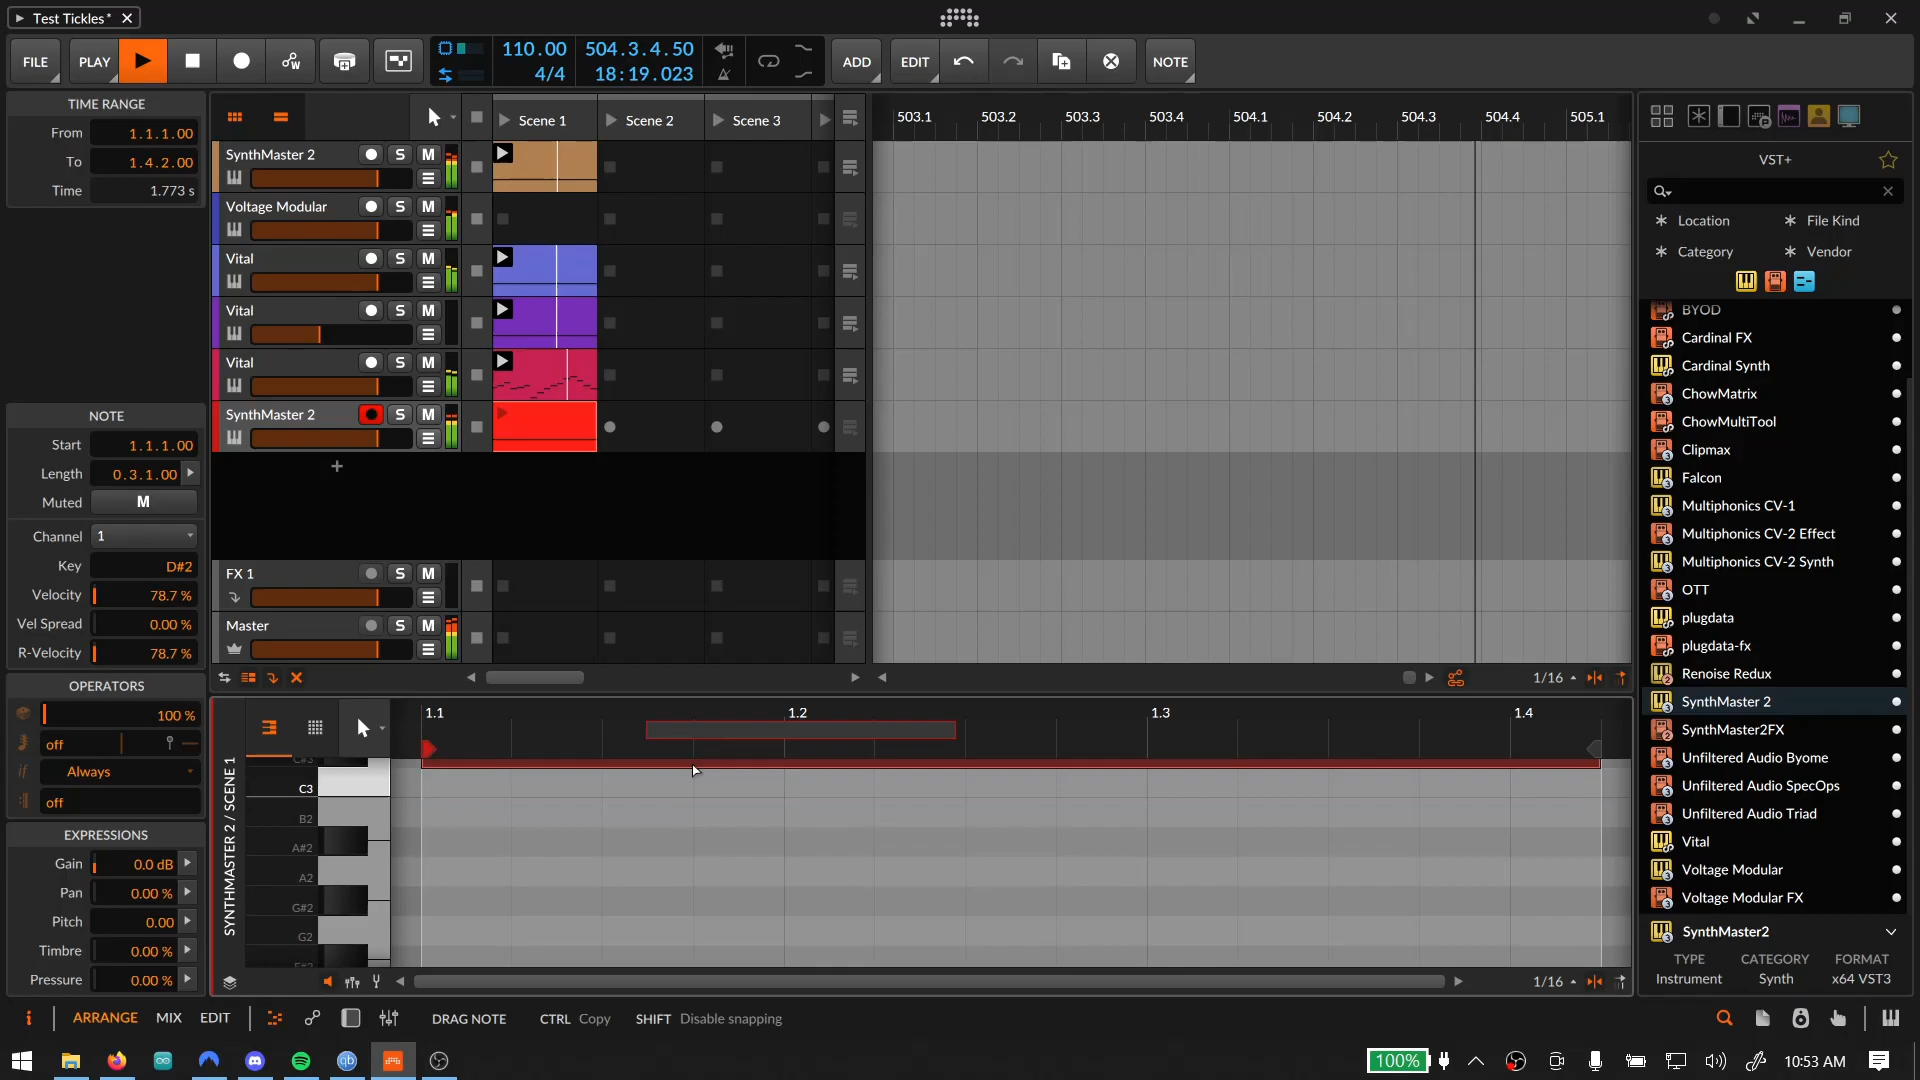 Test Tickles*
FILE
PLAY
110.00
4/4
504.3.4.50
18:19.023
ADD
EDIT
NOTE
TIME RANGE
From 1.1.1.00
To 1.4.2.00
Time 1.773 s
Scene 1
Scene 2
Scene 3
503.1 503.2 503.3 503.4 504.1 504.2 504.3 504.4 505.1
SynthMaster 2 S M
Voltage Modular S M
Vital S M
Vital S M
Vital S M
SynthMaster 2 S M
+
FX 1 S M
Master S M
1/16
NOTE
Start 1.1.1.00
Length 0.3.1.00
Muted M
Channel 1
Key D#2
Velocity 78.7 %
Vel Spread 0.00 %
R-Velocity 78.7 %
OPERATORS
100 %
off
if Always
off
EXPRESSIONS
Gain 0.0 dB
Pan 0.00 %
Pitch 0.00
Timbre 0.00 %
Pressure 0.00 %
SYNTHMASTER 2 / SCENE 1
1.1 1.2 1.3 1.4
C#3
C3
B2
A#2
A2
G#2
G2
F#2
1/16
VST+
Location
File Kind
Category
Vendor
BYOD
Cardinal FX
Cardinal Synth
ChowMatrix
ChowMultiTool
Clipmax
Falcon
Multiphonics CV-1
Multiphonics CV-2 Effect
Multiphonics CV-2 Synth
OTT
plugdata
plugdata-fx
Renoise Redux
SynthMaster 2
SynthMaster2FX
Unfiltered Audio Byome
Unfiltered Audio SpecOps
Unfiltered Audio Triad
Vital
Voltage Modular
Voltage Modular FX
SynthMaster2
TYPE CATEGORY FORMAT
Instrument Synth x64 VST3
i ARRANGE MIX EDIT
DRAG NOTE CTRL Copy SHIFT Disable snapping
100%
10:53 AM